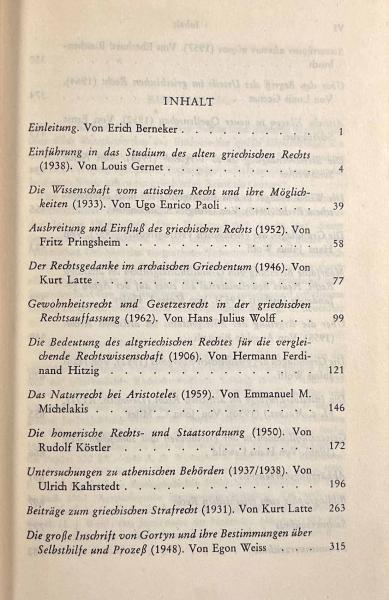 INHALT
Einleitung. Von Erich Berneker . . . . . . . . . . 1
Einführung in das Studium des alten griechischen Rechts
(1938). Von Louis Gernet . . . . . . . . . . . 4
Die Wissenschaft vom attischen Recht und ihre Möglich-
keiten (1933). Von Ugo Enrico Paoli . . . . . . . 39
Ausbreitung und Einfluß des griechischen Rechts (1952). Von
Fritz Pringsheim . . . . . . . . . . . . . . 58
Der Rechtsgedanke im archaischen Griechentum (1946). Von
Kurt Latte . . . . . . . . . . . . . . . . 77
Gewohnheitsrecht und Gesetzesrecht in der griechischen
Rechtsauffassung (1962). Von Hans Julius Wolff . . . 99
Die Bedeutung des altgriechischen Rechtes für die verglei-
chende Rechtswissenschaft (1906). Von Hermann Ferdi-
nand Hitzig . . . . . . . . . . . . . . . . 121
Das Naturrecht bei Aristoteles (1959). Von Emmanuel M.
Michelakis . . . . . . . . . . . . . . . . 146
Die homerische Rechts- und Staatsordnung (1950). Von
Rudolf Köstler . . . . . . . . . . . . . . . 172
Untersuchungen zu athenischen Behörden (1937/1938). Von
Ulrich Kahrstedt . . . . . . . . . . . . . . 196
Beiträge zum griechischen Strafrecht (1931). Von Kurt Latte 263
Die große Inschrift von Gortyn und ihre Bestimmungen über
Selbsthilfe und Prozeß (1948). Von Egon Weiss . . . . 315